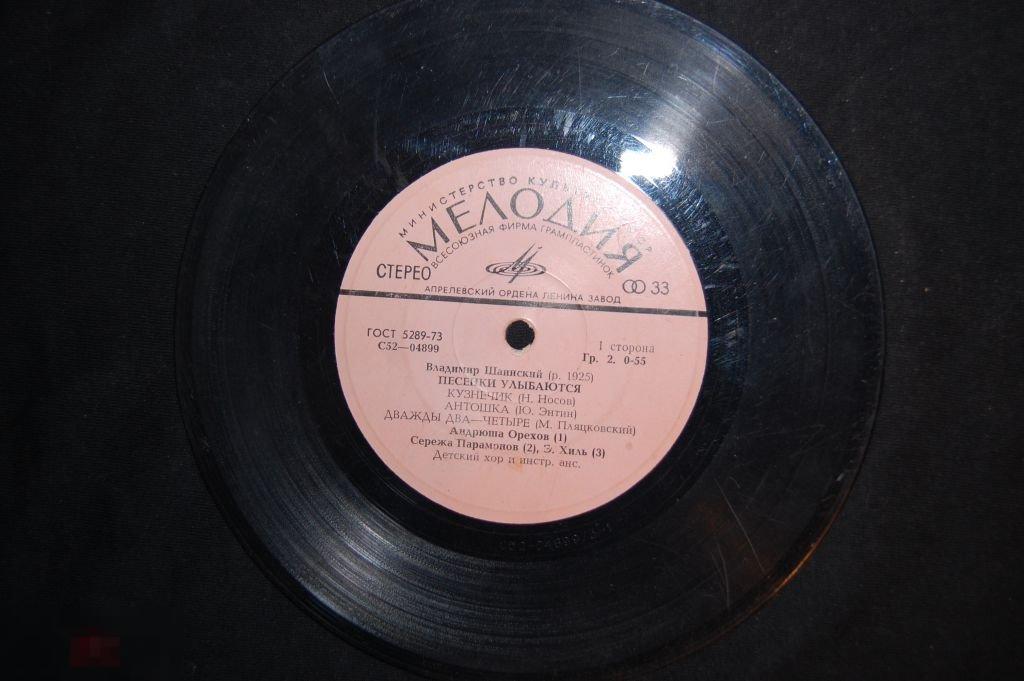 МИНИСТЕРСТВО
МЕЛОДИЯ
ВСЕСОЮЗНАЯ ФИРМА ГРАМПЛАСТИНОК
СТЕРЕО
33
АПРЕЛЕВСКИЙ ОРДЕНА ЛЕНИНА ЗАВОД
ГОСТ 5289-73
С52—04899
1 сторона
Гр. 2. 0-55
Владимир Шаинский (р. 1925)
ПЕСЕНКИ УЛЫБАЮТСЯ
КУЗНЕЧИК (Н. Носов)
АНТОШКА (Ю. Энтин)
ДВАЖДЫ ДВА—ЧЕТЫРЕ (М. Пляцковский)
Андрюша Орехов (1)
Сережа Парамонов (2), Э. Хиль (3)
Детский хор и инстр. анс.